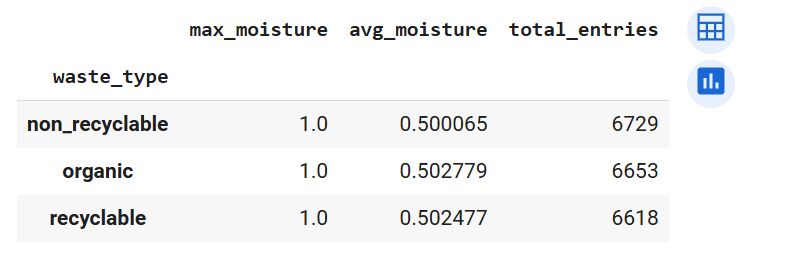 max_moisture avg_moisture total_entries
waste_type
non_recyclable 1.0 0.500065 6729
organic 1.0 0.502779 6653
recyclable 1.0 0.502477 6618